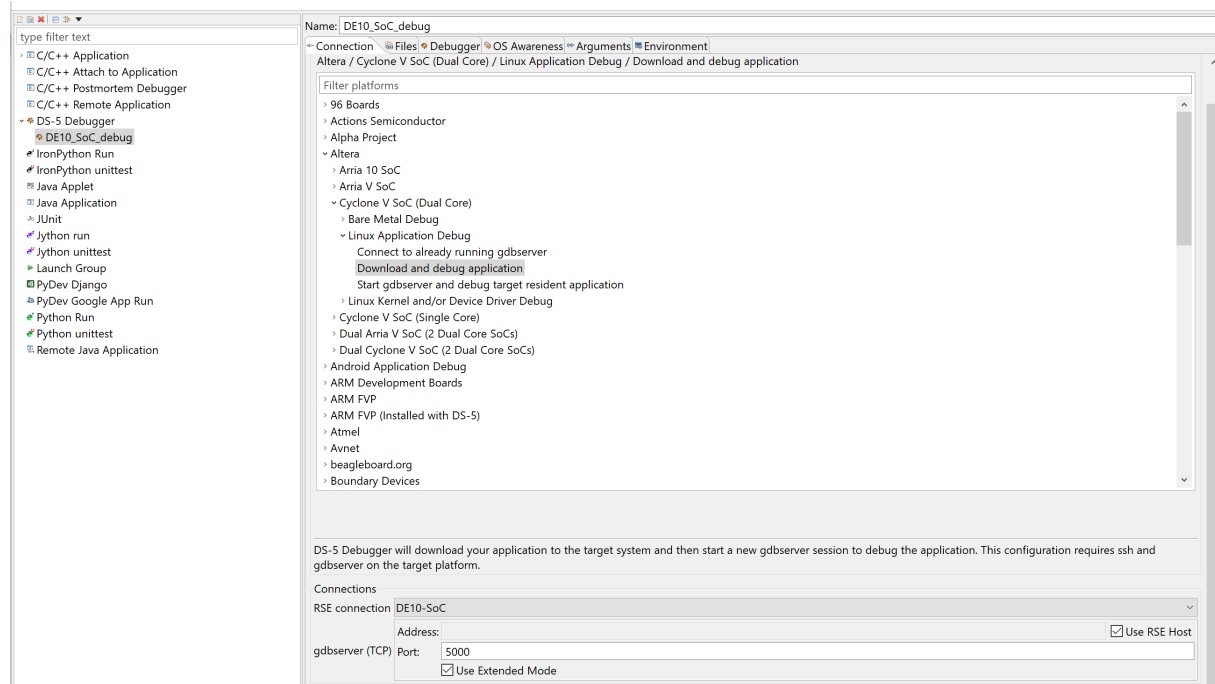 Name: DE10_SoC_debug
type filter text
Connection Files Debugger OS Awareness Arguments Environment
C/C++ Application
C/C++ Attach to Application
C/C++ Postmortem Debugger
C/C++ Remote Application
DS-5 Debugger
DE10_SoC_debug
IronPython Run
IronPython unittest
Java Applet
Java Application
JUnit
Jython run
Jython unittest
Launch Group
PyDev Django
PyDev Google App Run
Python Run
Python unittest
Remote Java Application
Altera / Cyclone V SoC (Dual Core) / Linux Application Debug / Download and debug application
Filter platforms
96 Boards
Actions Semiconductor
Alpha Project
Altera
Arria 10 SoC
Arria V SoC
Cyclone V SoC (Dual Core)
Bare Metal Debug
Linux Application Debug
Connect to already running gdbserver
Download and debug application
Start gdbserver and debug target resident application
Linux Kernel and/or Device Driver Debug
Cyclone V SoC (Single Core)
Dual Arria V SoC (2 Dual Core SoCs)
Dual Cyclone V SoC (2 Dual Core SoCs)
Android Application Debug
ARM Development Boards
ARM FVP
ARM FVP (Installed with DS-5)
Atmel
Avnet
beagleboard.org
Boundary Devices
DS-5 Debugger will download your application to the target system and then start a new gdbserver session to debug the application. This configuration requires ssh and
gdbserver on the target platform.
Connections
RSE connection DE10-SoC
Address: Use RSE Host
gdbserver (TCP) Port: 5000
Use Extended Mode